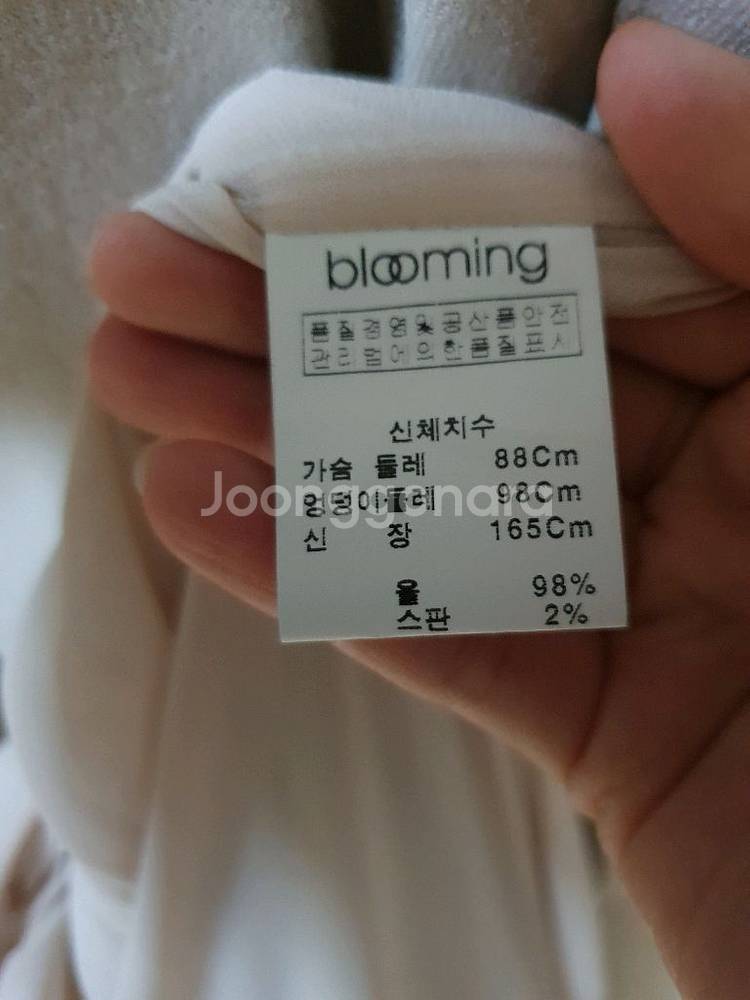 blooming
품질경영및공산품안전
관리법에의한품질표시
신체치수
가슴 둘레 88Cm
엉덩이둘레 98Cm
신 장 165Cm
울 98%
스판 2%
Joonggonara